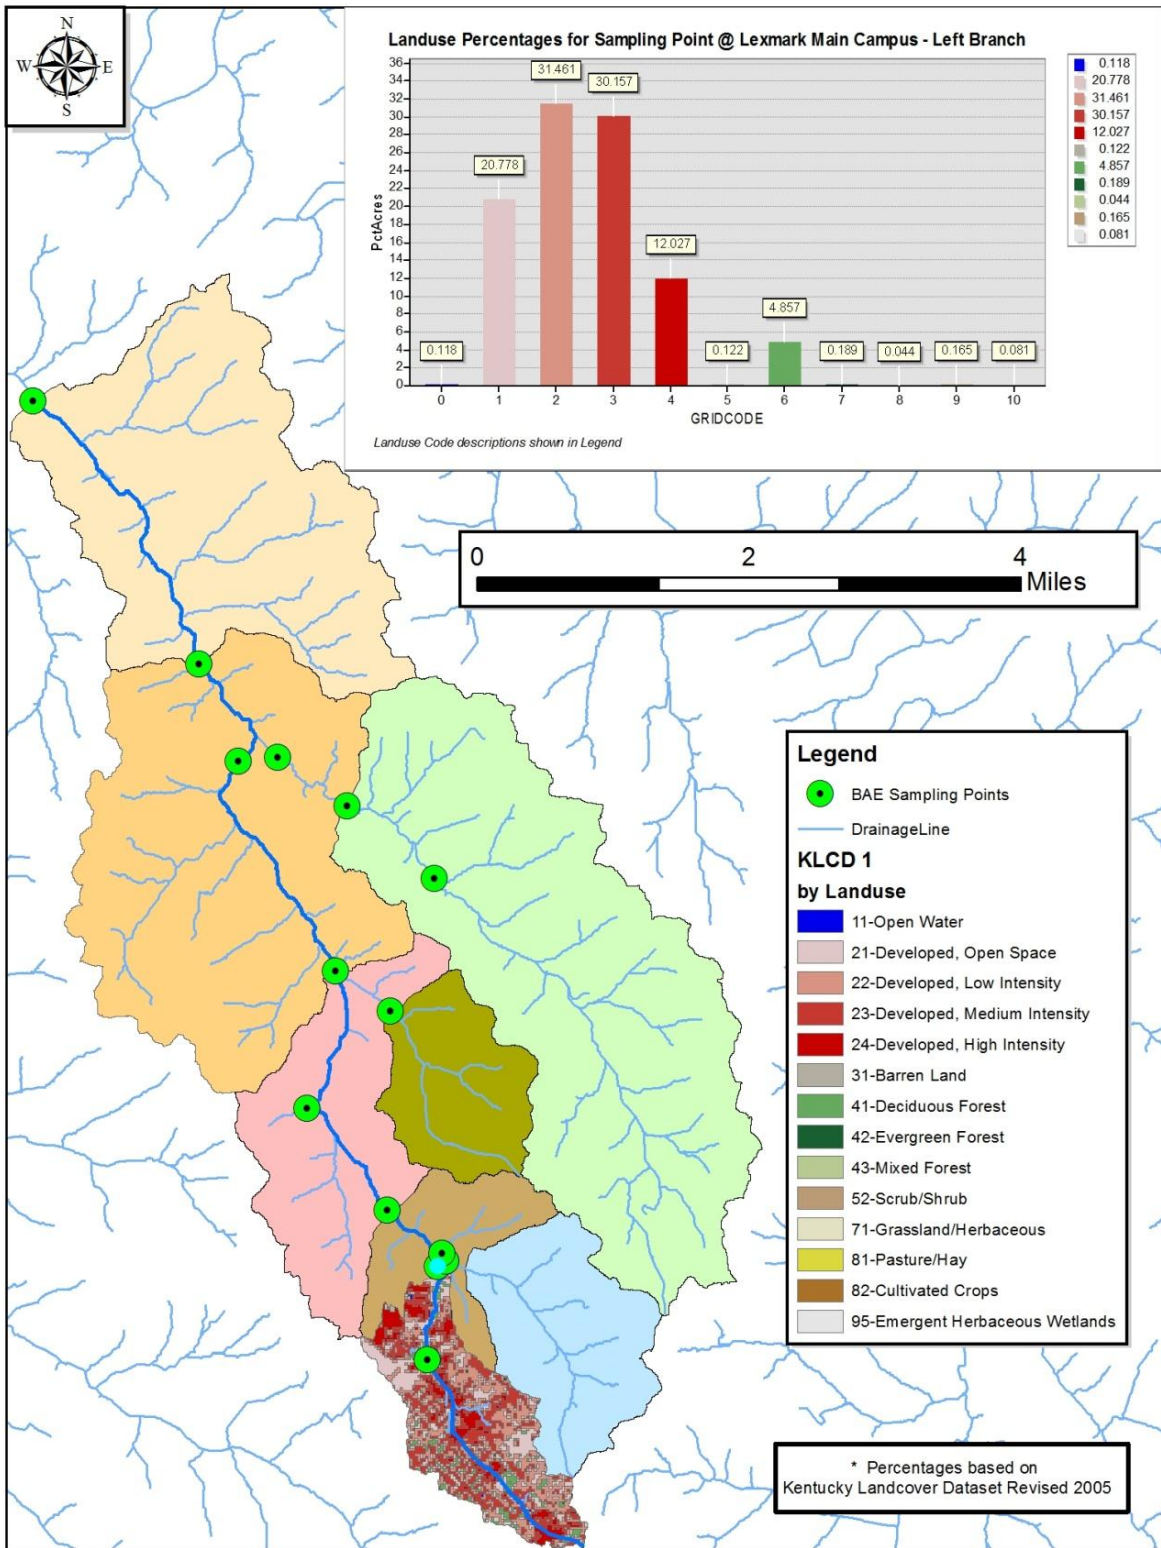 N
W E
S
Landuse Percentages for Sampling Point @ Lexmark Main Campus - Left Branch
PctAcres
36
34
32
30
28
26
24
22
20
18
16
14
12
10
8
6
4
2
0
0.118
20.778
31.461
30.157
12.027
0.122
4.857
0.189
0.044
0.165
0.081
0 1 2 3 4 5 6 7 8 9 10
GRIDCODE
Landuse Code descriptions shown in Legend
0.118
20.778
31.461
30.157
12.027
0.122
4.857
0.189
0.044
0.165
0.081
0 2 4
Miles
Legend
BAE Sampling Points
DrainageLine
KLCD 1
by Landuse
11-Open Water
21-Developed, Open Space
22-Developed, Low Intensity
23-Developed, Medium Intensity
24-Developed, High Intensity
31-Barren Land
41-Deciduous Forest
42-Evergreen Forest
43-Mixed Forest
52-Scrub/Shrub
71-Grassland/Herbaceous
81-Pasture/Hay
82-Cultivated Crops
95-Emergent Herbaceous Wetlands
* Percentages based on
Kentucky Landcover Dataset Revised 2005